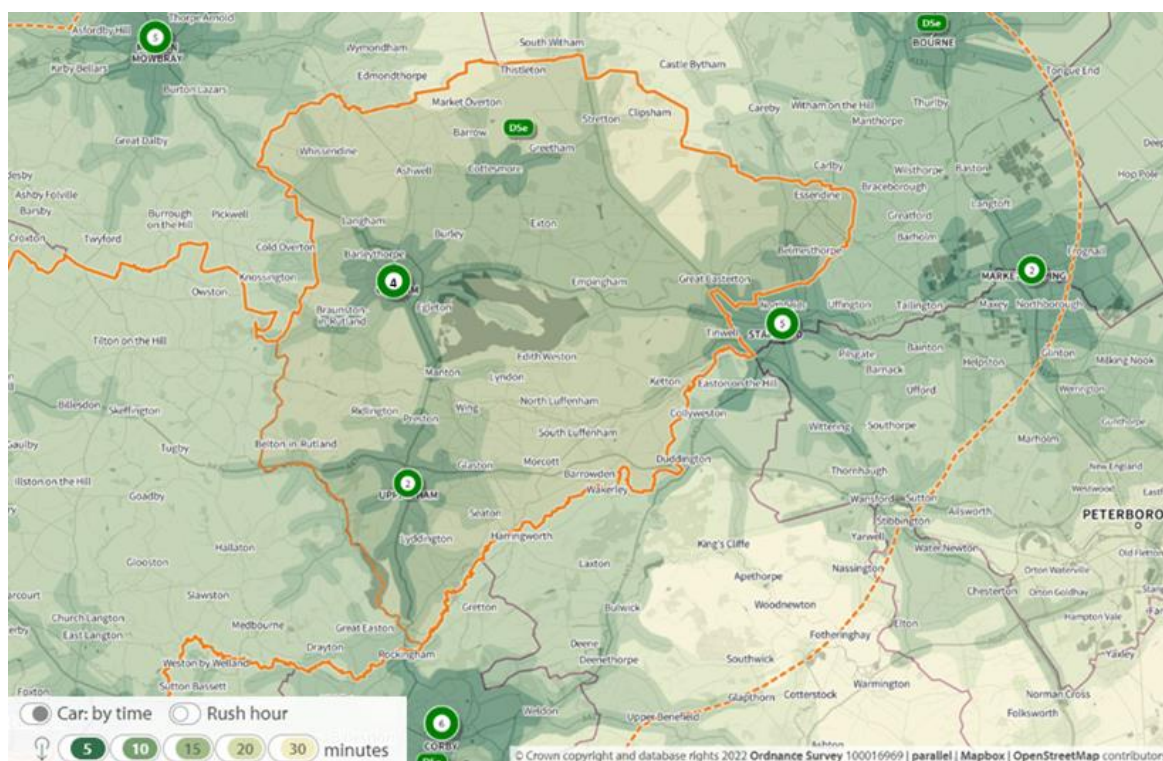 Thorpe Arnold
Asfordby Hill
5
MOWBRAY
Kirby Bellars
Burton Lazars
Great Dalby
Wymondham
Edmondthorpe
South Witham
Thistleton
Castle Bytham
DSe
BOURNE
Tongue End
Market Overton
Barrow
DSe
Stretton
Clipsham
Careby
Witham on the Hill
Manthorpe
Thurlby
Whissendine
Ashwell
Greetham
Cottesmore
Carlby
Wilsthorpe
Baston
Braceborough
Hop Pole
Ashby Folville
Barsby
Burrough
on the Hill
Pickwell
Croxton
Twyford
Cold Overton
Langham
Burley
Exton
Essendine
Langtoft
Greatford
Barholm
Belmesthorpe
Barleythorpe
Knossington
Owston
4
Egleton
Empingham
Great Casterton
Uffington
Tallington
2
Maxey
Northborough
Braunston-
in-Rutland
5
Tinwell
Tilton on the Hill
Edith Weston
Pilsgate
Bainton
Barnack
Helpston
Glinton
Milking Nook
Manton
Lyndon
Ketton
Easton on the Hill
Ufford
Werrington
Billesdon
Skeffington
Ridlington
Preston
Wing
North Luffenham
Collyweston
Gaulby
Tugby
Belton-in-Rutland
South Luffenham
Wittering
Southorpe
Marholm
Glaston
Morcott
Duddington
Illston on the Hill
Goadby
2
Barrowden
Wakerley
Thornhaugh
New England
Westwood
Wansford
Sutton
Ailsworth
Stibbington
Seaton
Lyddington
Harringworth
King's Cliffe
Yarwell
Water Newton
Hallaton
Glooston
Laxton
Apethorpe
Nassington
Orton Waterville
Orton Goldhay
Chesterton
Slawston
Gretton
Bulwick
Woodnewton
Hampton Vale
Church Langton
East Langton
Medbourne
Great Easton
Elton
Deene
Fotheringhay
Drayton
Rockingham
Deenethorpe
Southwick
Yaxley
Weston by Welland
Warmington
Foxton
Sutton Bassett
Glapthorn
Cotterstock
Norman Cross
Weldon
Upper Benefield
Folksworth
6
CORBY
Ashton
Car: by time
Rush hour
5 10 15 20 30 minutes
© Crown copyright and database rights 2022 Ordnance Survey 100016969 | parallel | Mapbox | OpenStreetMap contributor